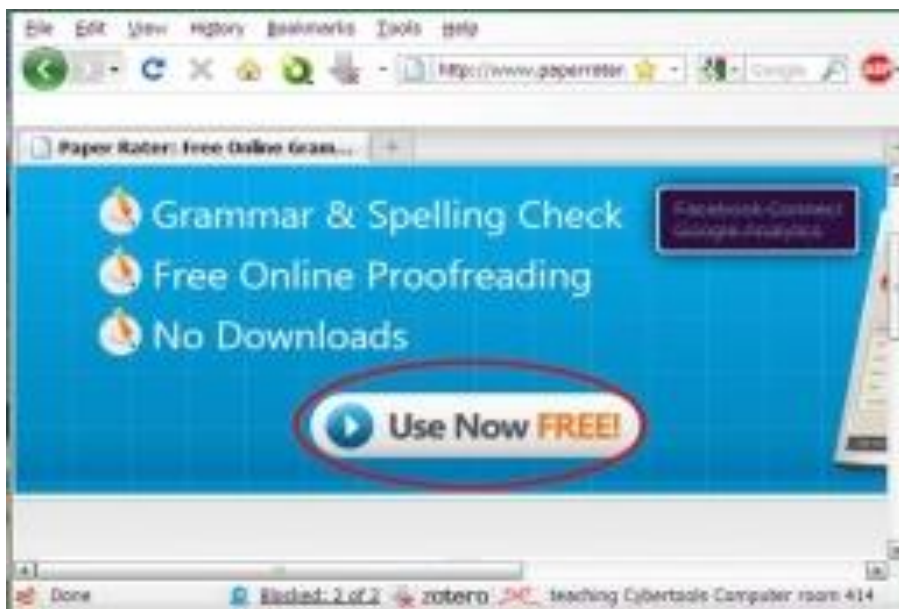 File Edit View History Bookmarks Tools Help
http://www.paperrater Google ABP
Paper Rater: Free Online Gram...
Grammar & Spelling Check
Facebook Connect
Google Analytics
Free Online Proofreading
No Downloads
Use Now FREE!
Done Blocked: 2 of 2 zotero teaching Cybertools Computer room 414